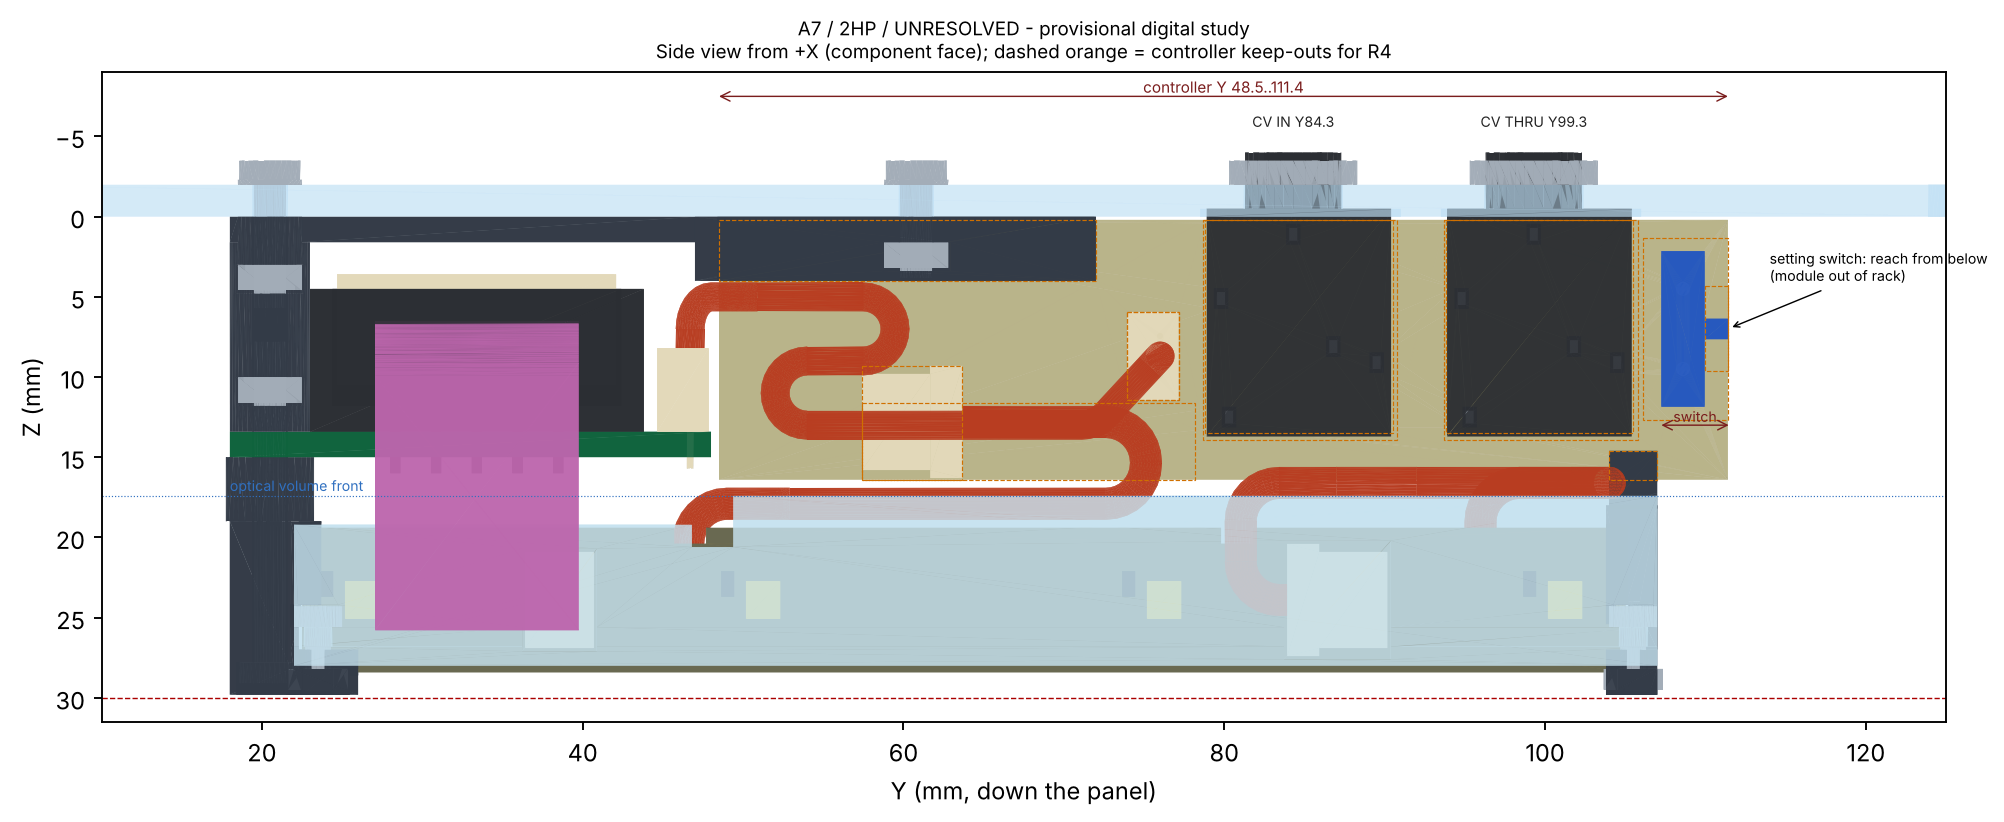 A7 / 2HP / UNRESOLVED - provisional digital study
Side view from +X (component face); dashed orange = controller keep-outs for R4
controller Y 48.5..111.4
CV IN Y84.3
CV THRU Y99.3
setting switch: reach from below
(module out of rack)
switch
optical volume front
−5
0
5
10
15
20
25
30
Z (mm)
20
40
60
80
100
120
Y (mm, down the panel)